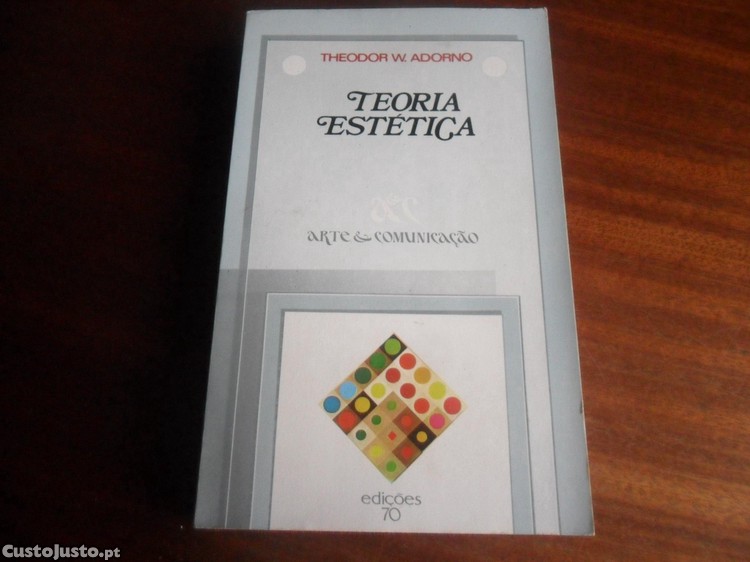 THEODOR W. ADORNO
TEORIA
ESTÉTICA
a&c
arte & comunicação
edições
70
CustoJusto.pt